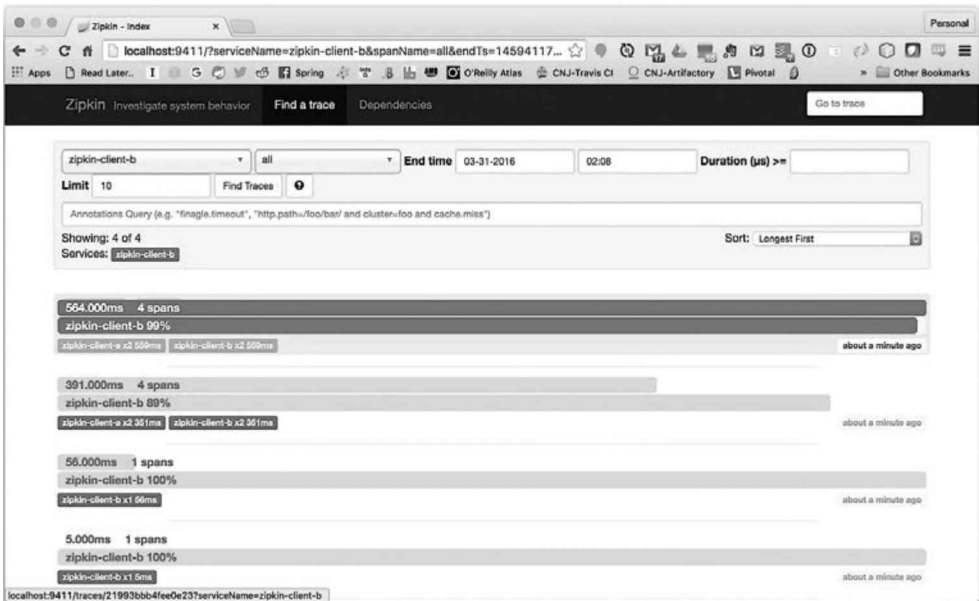 Zipkin - Index
Personal
localhost:9411/?serviceName=zipkin-client-b&spanName=all&endTs=14594117...
Apps Read Later.. Spring O'Reilly Atlas CNJ-Travis CI CNJ-Artifactory Pivotal » Other Bookmarks
Zipkin Investigate system behavior Find a trace Dependencies Go to trace
zipkin-client-b all End time 03-31-2016 02:08 Duration (µs) >=
Limit 10 Find Traces
Annotations Query (e.g. "finagle.timeout", "http.path=/foo/bar/ and cluster=foo and cache.miss")
Showing: 4 of 4 Sort: Longest First
Services: zipkin-client-b
564.000ms 4 spans
zipkin-client-b 99%
zipkin-client-a x2 559ms zipkin-client-b x2 559ms about a minute ago
391.000ms 4 spans
zipkin-client-b 89%
zipkin-client-a x2 351ms zipkin-client-b x2 351ms about a minute ago
56.000ms 1 spans
zipkin-client-b 100%
zipkin-client-b x1 56ms about a minute ago
5.000ms 1 spans
zipkin-client-b 100%
zipkin-client-b x1 5ms about a minute ago
localhost:9411/traces/21993bbb4fee0e23?serviceName=zipkin-client-b